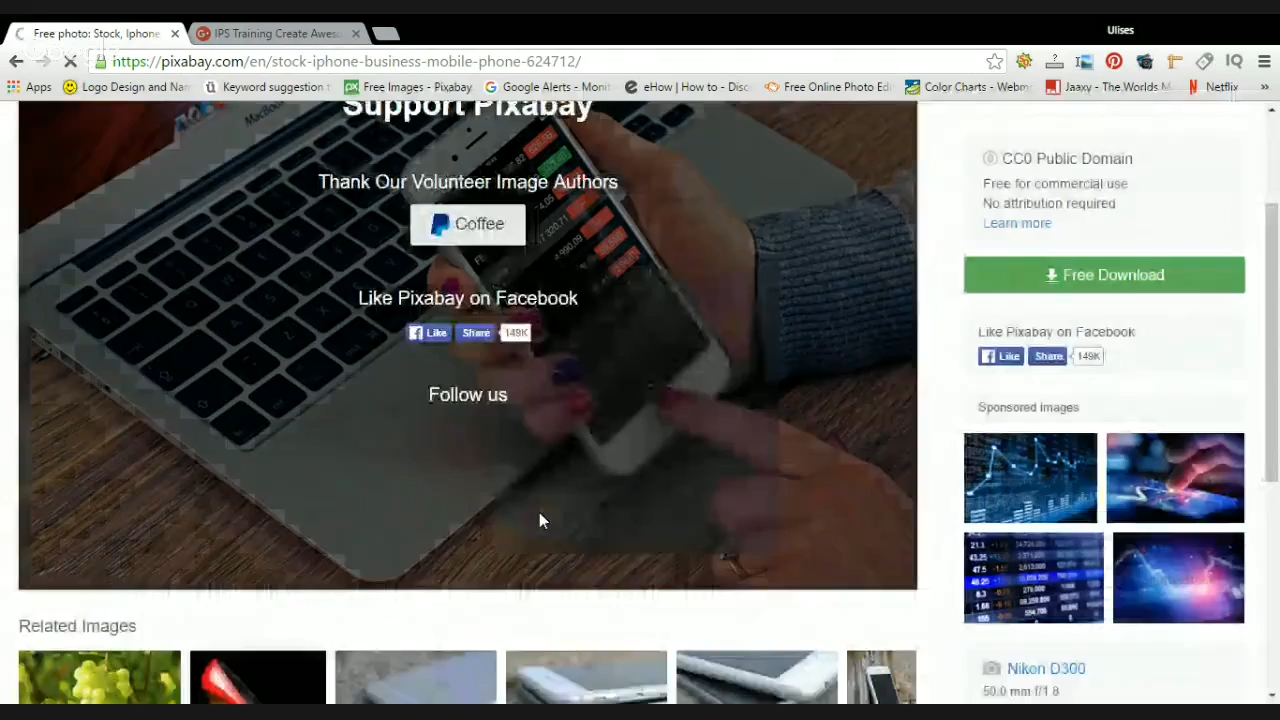 Free photo: Stock, Iphone
IPS Training Create Aweso
Ulises
https://pixabay.com/en/stock-iphone-business-mobile-phone-624712/
Apps
Logo Design and Nam
Keyword suggestion t
Free Images - Pixabay
Google Alerts - Monit
eHow | How to - Disc
Free Online Photo Edi
Color Charts - Webm
Jaaxy - The Worlds M
Netflix
Support Pixabay
Thank Our Volunteer Image Authors
Coffee
Like Pixabay on Facebook
Like Share 149K
Follow us
CC0 Public Domain
Free for commercial use
No attribution required
Learn more
Free Download
Like Pixabay on Facebook
Like Share 149K
Sponsored images
Related Images
Nikon D300
50.0 mm f/1.8